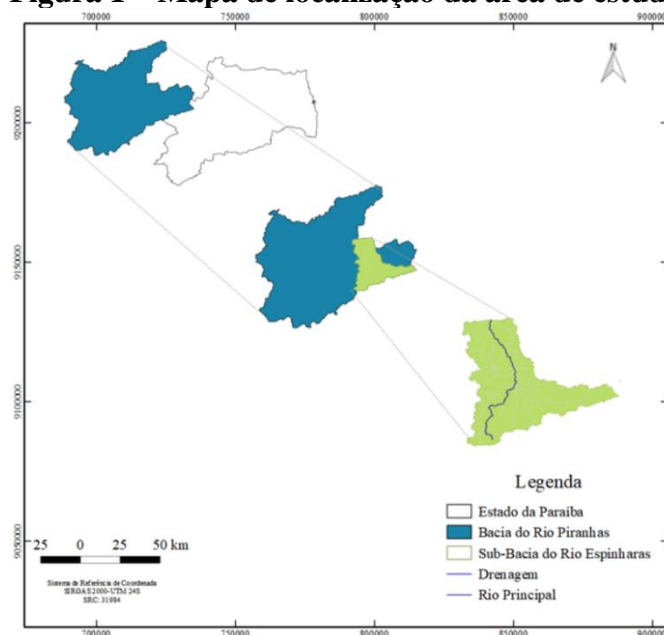 Figura 1 – Mapa de localização da área de estud
700000 750000 800000 850000 900000
N
9200000
9150000
9100000
9050000
Legenda
Estado da Paraíba
Bacia do Rio Piranhas
Sub-Bacia do Rio Espinharas
Drenagem
Rio Principal
25 0 25 50 km
Sistema de Referência de Coordenada
SIRGAS 2000-UTM 24S
SRC: 31984
700000 750000 800000 850000 900000